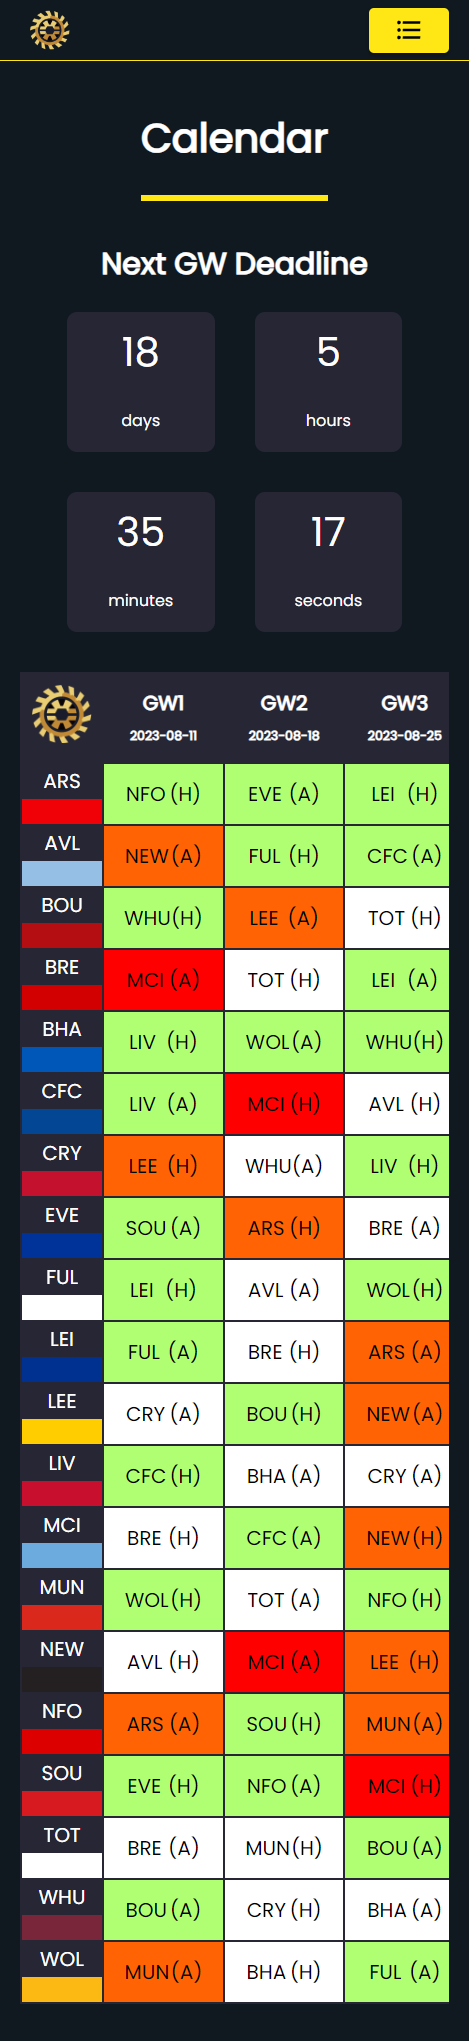 Calendar
Next GW Deadline
18
5
days
hours
35
17
minutes
seconds
GW1 GW2 GW3
2023-08-11 2023-08-18 2023-08-25
ARS NFO (H) EVE (A) LEI (H)
AVL NEW (A) FUL (H) CFC (A)
BOU WHU (H) LEE (A) TOT (H)
BRE MCI (A) TOT (H) LEI (A)
BHA LIV (H) WOL (A) WHU (H)
CFC LIV (A) MCI (H) AVL (H)
CRY LEE (H) WHU (A) LIV (H)
EVE SOU (A) ARS (H) BRE (A)
FUL LEI (H) AVL (A) WOL (H)
LEI FUL (A) BRE (H) ARS (A)
LEE CRY (A) BOU (H) NEW (A)
LIV CFC (H) BHA (A) CRY (A)
MCI BRE (H) CFC (A) NEW (H)
MUN WOL (H) TOT (A) NFO (H)
NEW AVL (H) MCI (A) LEE (H)
NFO ARS (A) SOU (H) MUN (A)
SOU EVE (H) NFO (A) MCI (H)
TOT BRE (A) MUN (H) BOU (A)
WHU BOU (A) CRY (H) BHA (A)
WOL MUN (A) BHA (H) FUL (A)